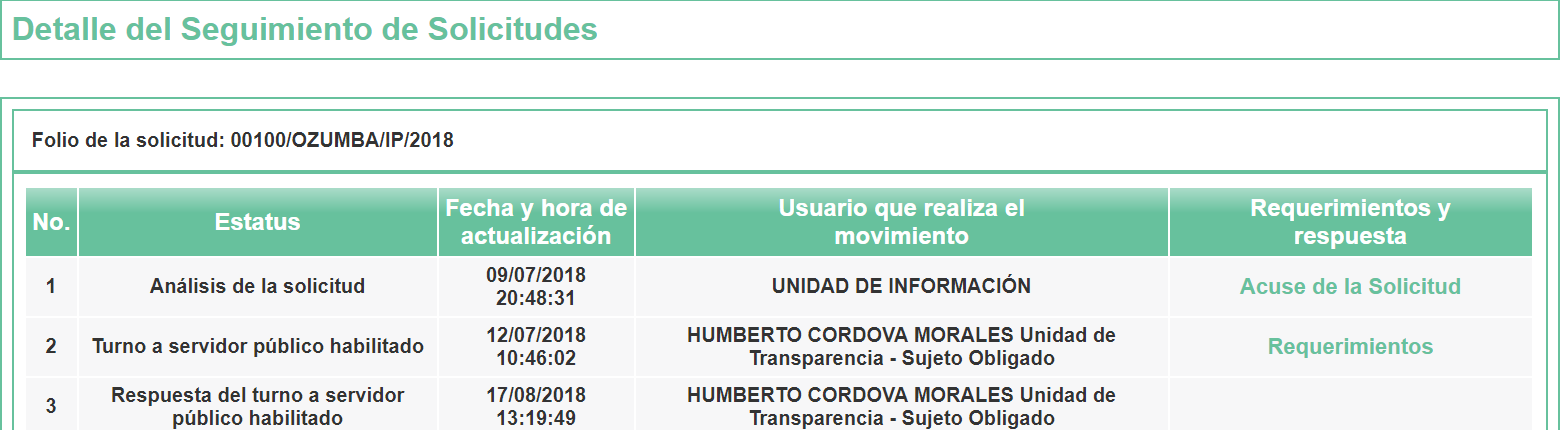 Detalle del Seguimiento de Solicitudes
Folio de la solicitud: 00100/OZUMBA/IP/2018
No.
Estatus
Fecha y hora de
actualización
Usuario que realiza el
movimiento
Requerimientos y
respuesta
1
Análisis de la solicitud
09/07/2018
20:48:31
UNIDAD DE INFORMACIÓN
Acuse de la Solicitud
2
Turno a servidor público habilitado
12/07/2018
10:46:02
HUMBERTO CORDOVA MORALES Unidad de
Transparencia - Sujeto Obligado
Requerimientos
3
Respuesta del turno a servidor
público habilitado
17/08/2018
13:19:49
HUMBERTO CORDOVA MORALES Unidad de
Transparencia - Sujeto Obligado